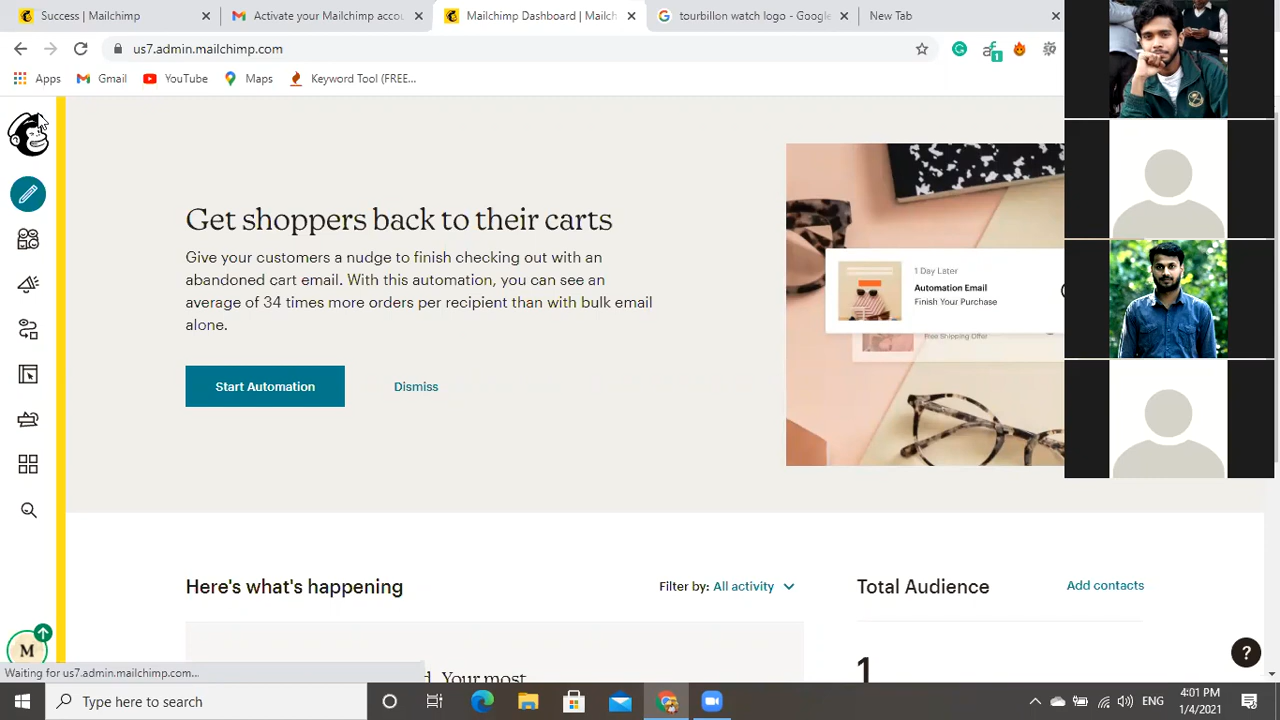 Success | Mailchimp
Activate your Mailchimp accou
Mailchimp Dashboard | Mailch
tourbillon watch logo - Google
New Tab
us7.admin.mailchimp.com
1
Apps
Gmail
YouTube
Maps
Keyword Tool (FREE...
Get shoppers back to their carts
Give your customers a nudge to finish checking out with an
abandoned cart email. With this automation, you can see an
average of 34 times more orders per recipient than with bulk email
alone.
Start Automation
Dismiss
1 Day Later
Automation Email
Finish Your Purchase
Free Shipping Offer
Here's what's happening
Filter by: All activity
Total Audience
Add contacts
M
d. Your most
1
?
Waiting for us7.admin.mailchimp.com...
Type here to search
ENG
4:01 PM
1/4/2021